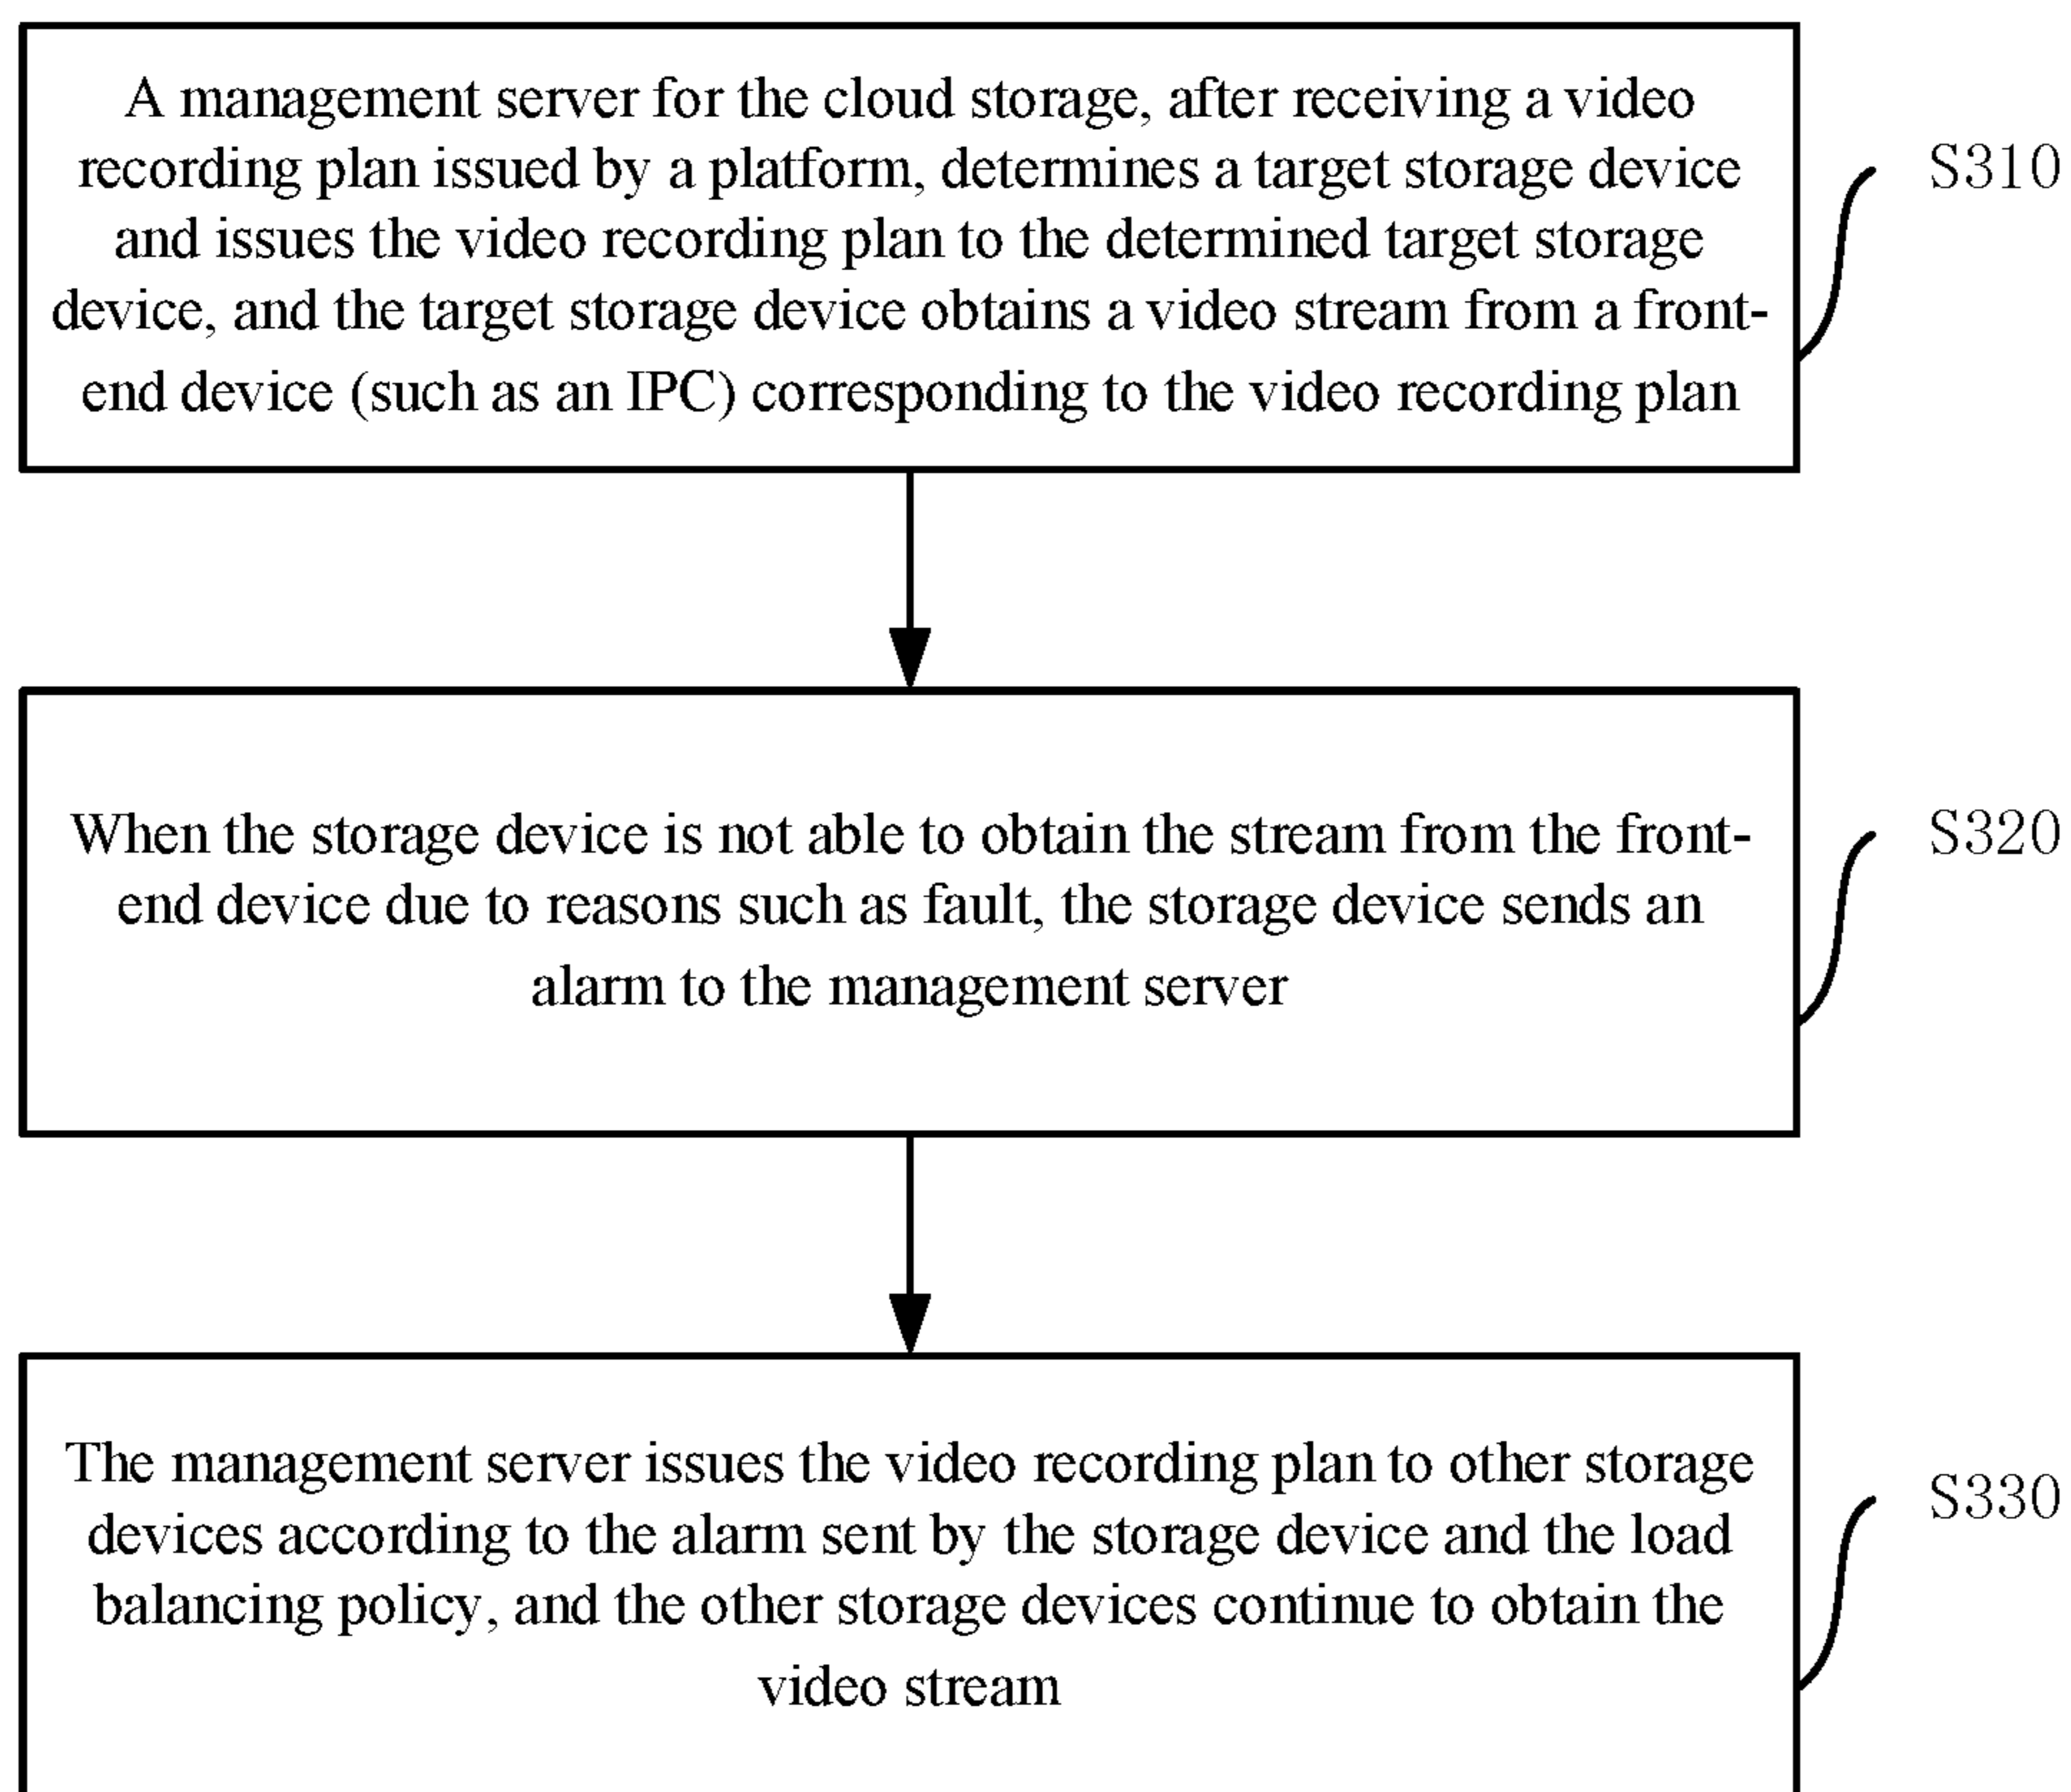 A management server for the cloud storage, after receiving a video
recording plan issued by a platform, determines a target storage device
and issues the video recording plan to the determined target storage
device, and the target storage device obtains a video stream from a front-
end device (such as an IPC) corresponding to the video recording plan
S310
When the storage device is not able to obtain the stream from the front-
end device due to reasons such as fault, the storage device sends an
alarm to the management server
S320
The management server issues the video recording plan to other storage
devices according to the alarm sent by the storage device and the load
balancing policy, and the other storage devices continue to obtain the
video stream
S330